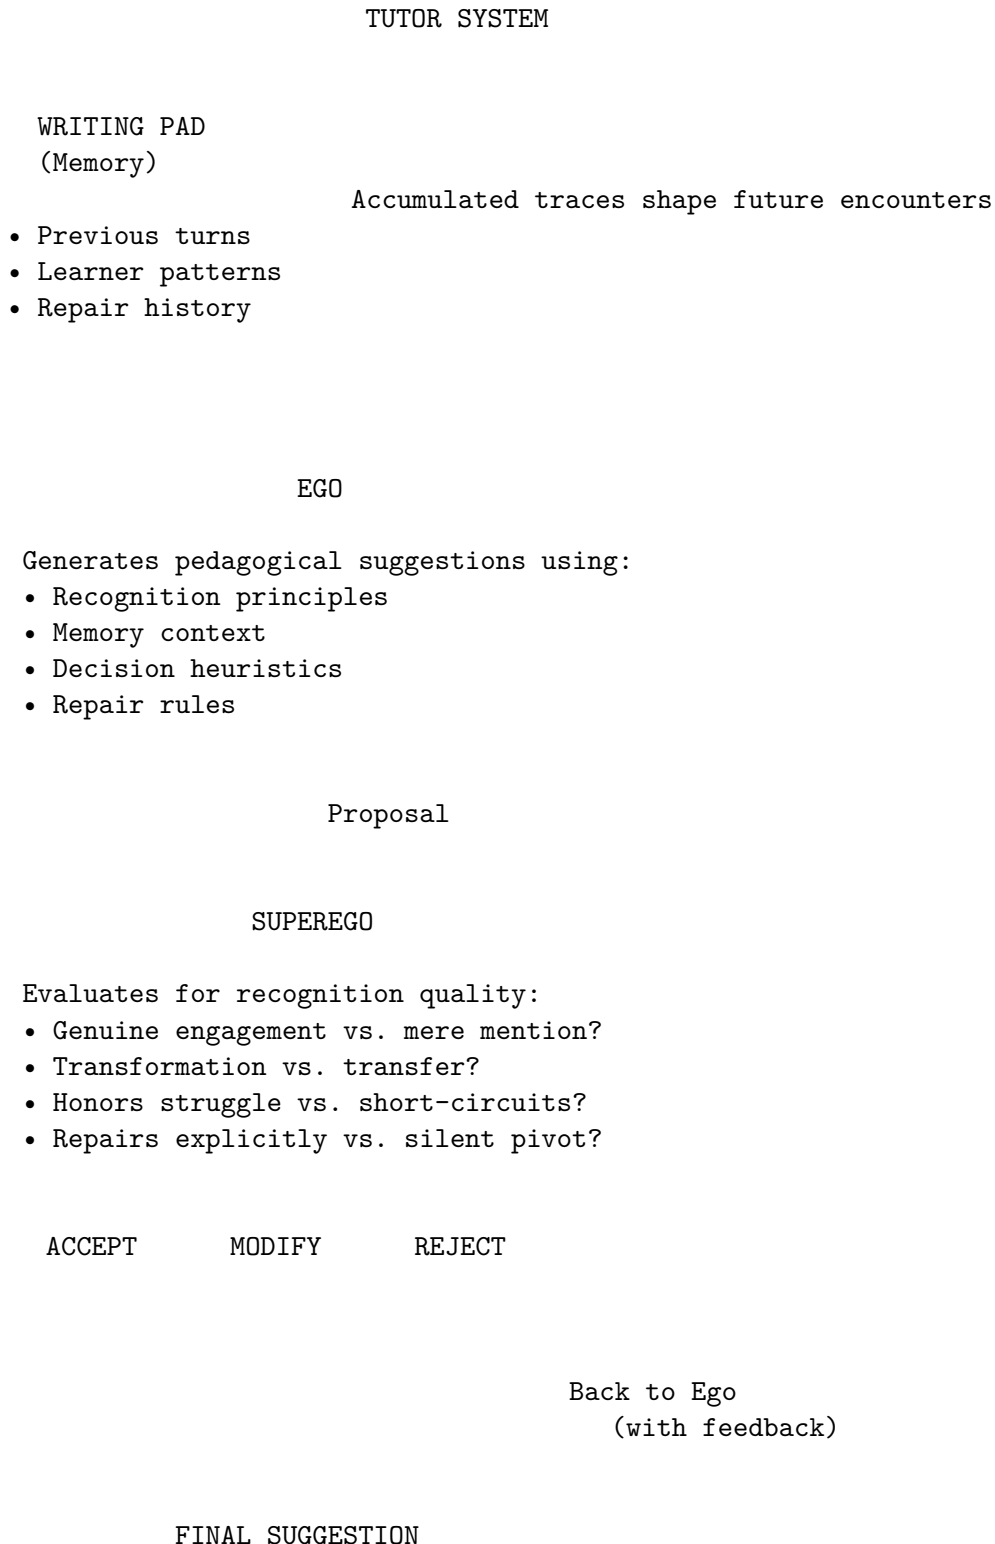 TUTOR SYSTEM
WRITING PAD
(Memory)
Accumulated traces shape future encounters
• Previous turns
• Learner patterns
• Repair history
EGO
Generates pedagogical suggestions using:
• Recognition principles
• Memory context
• Decision heuristics
• Repair rules
Proposal
SUPEREGO
Evaluates for recognition quality:
• Genuine engagement vs. mere mention?
• Transformation vs. transfer?
• Honors struggle vs. short-circuits?
• Repairs explicitly vs. silent pivot?
ACCEPT MODIFY REJECT
Back to Ego
(with feedback)
FINAL SUGGESTION